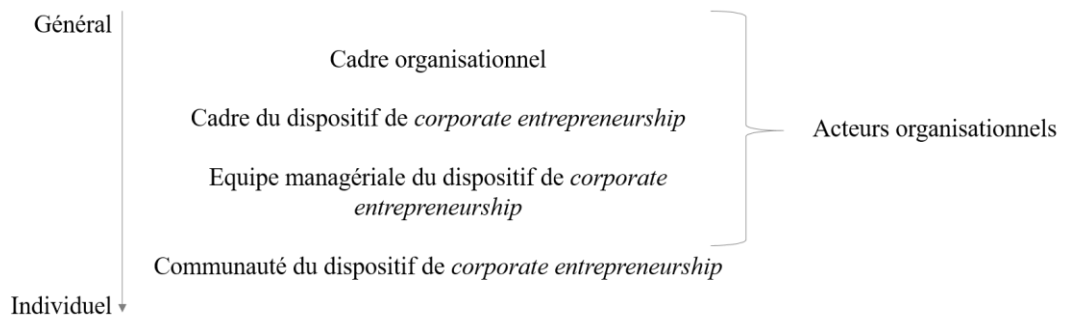 Général
Cadre organisationnel
Cadre du dispositif de corporate entrepreneurship
Acteurs organisationnels
Equipe managériale du dispositif de corporate
entrepreneurship
Communauté du dispositif de corporate entrepreneurship
Individuel